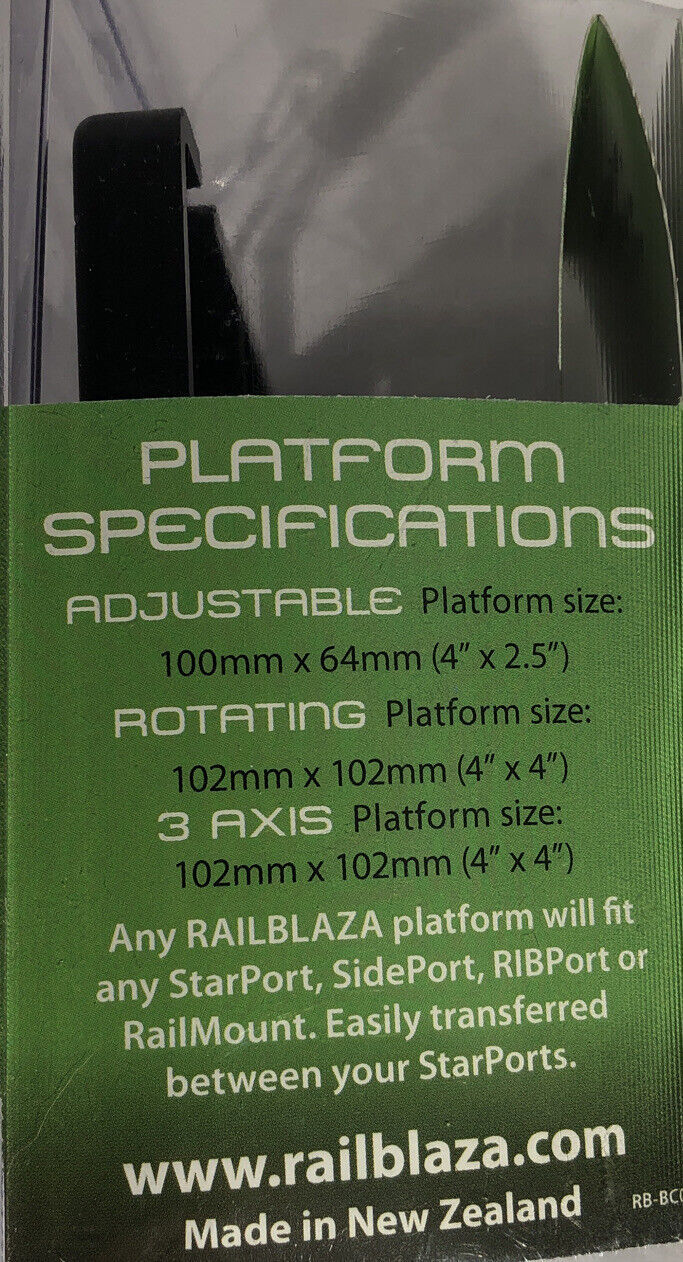 PLATFORM
SPECIFICATIONS
ADJUSTABLE Platform size:
100mm x 64mm (4” x 2.5”)
ROTATING Platform size:
102mm x 102mm (4” x 4”)
3 AXIS Platform size:
102mm x 102mm (4” x 4”)
Any RAILBLAZA platform will fit
any StarPort, SidePort, RIBPort or
RailMount. Easily transferred
between your StarPorts.
www.railblaza.com
Made in New Zealand